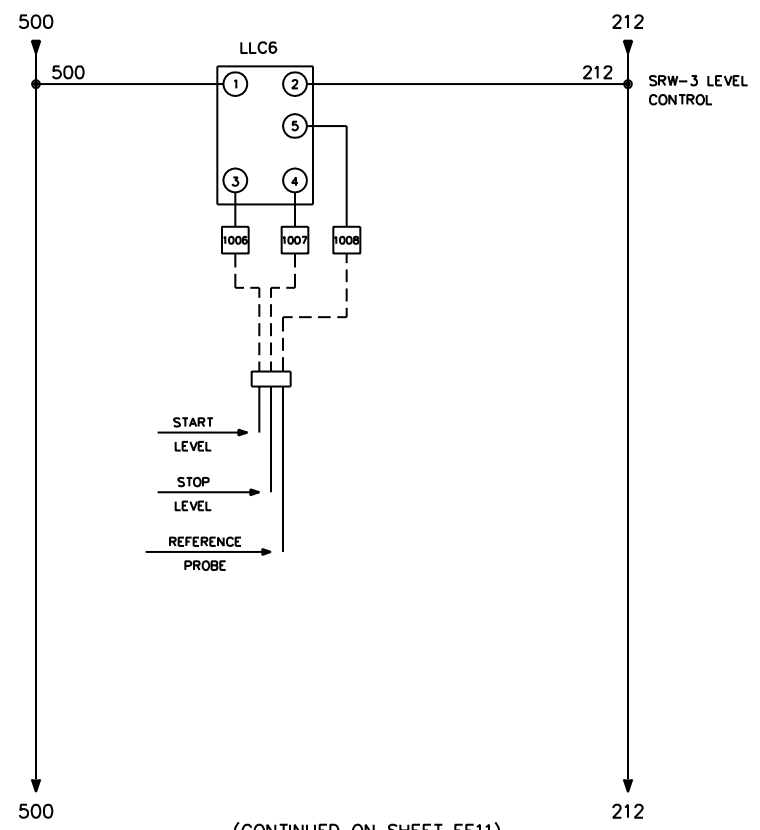 500 212
LLC6
500 212
SRW-3 LEVEL
CONTROL
1 2
5
3 4
1006 1007 1008
START
LEVEL
STOP
LEVEL
REFERENCE
PROBE
500 212
(CONTINUED ON SHEET EE11)